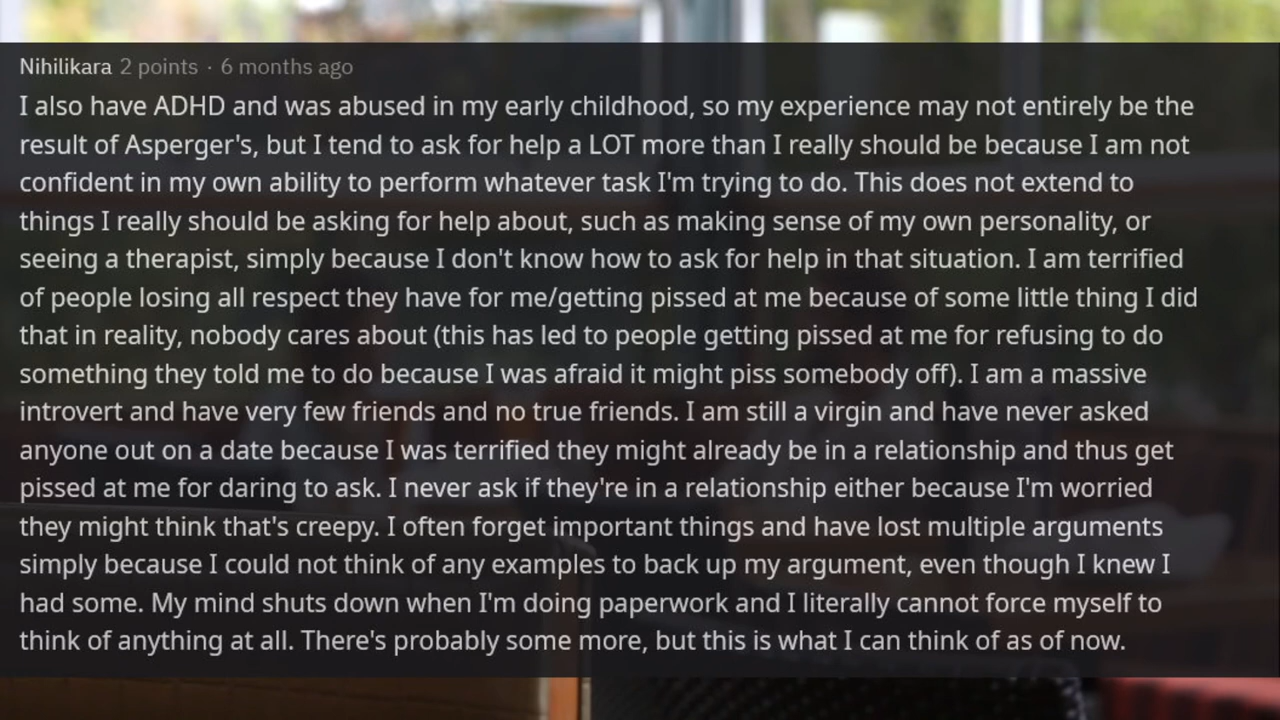 Nihilikara 2 points · 6 months ago
I also have ADHD and was abused in my early childhood, so my experience may not entirely be the
result of Asperger's, but I tend to ask for help a LOT more than I really should be because I am not
confident in my own ability to perform whatever task I'm trying to do. This does not extend to
things I really should be asking for help about, such as making sense of my own personality, or
seeing a therapist, simply because I don't know how to ask for help in that situation. I am terrified
of people losing all respect they have for me/getting pissed at me because of some little thing I did
that in reality, nobody cares about (this has led to people getting pissed at me for refusing to do
something they told me to do because I was afraid it might piss somebody off). I am a massive
introvert and have very few friends and no true friends. I am still a virgin and have never asked
anyone out on a date because I was terrified they might already be in a relationship and thus get
pissed at me for daring to ask. I never ask if they're in a relationship either because I'm worried
they might think that's creepy. I often forget important things and have lost multiple arguments
simply because I could not think of any examples to back up my argument, even though I knew I
had some. My mind shuts down when I'm doing paperwork and I literally cannot force myself to
think of anything at all. There's probably some more, but this is what I can think of as of now.